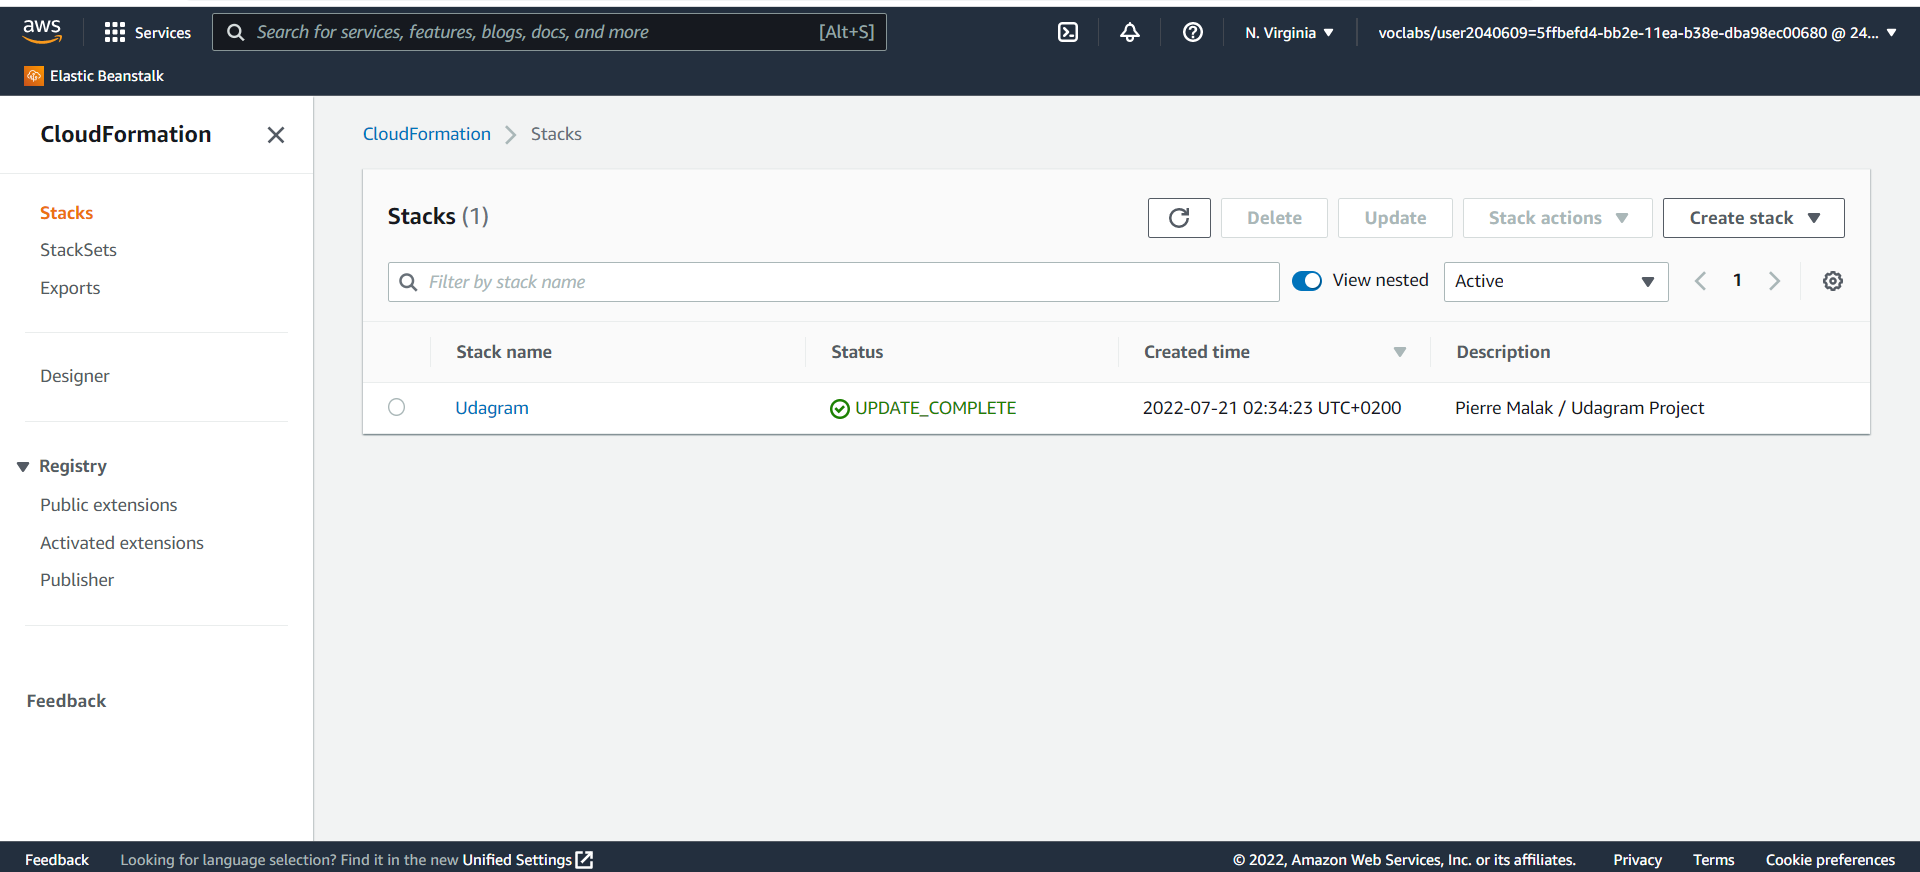 aws
Services
Search for services, features, blogs, docs, and more
[Alt+S]
N. Virginia
voclabs/user2040609=5ffbefd4-bb2e-11ea-b38e-dba98ec00680 @ 24...
Elastic Beanstalk
CloudFormation
Stacks
StackSets
Exports
Designer
Registry
Public extensions
Activated extensions
Publisher
Feedback
CloudFormation Stacks
Stacks (1)
Delete
Update
Stack actions
Create stack
Filter by stack name
View nested
Active
1
Stack name Status Created time Description
Udagram UPDATE_COMPLETE 2022-07-21 02:34:23 UTC+0200 Pierre Malak / Udagram Project
Feedback Looking for language selection? Find it in the new Unified Settings
© 2022, Amazon Web Services, Inc. or its affiliates. Privacy Terms Cookie preferences